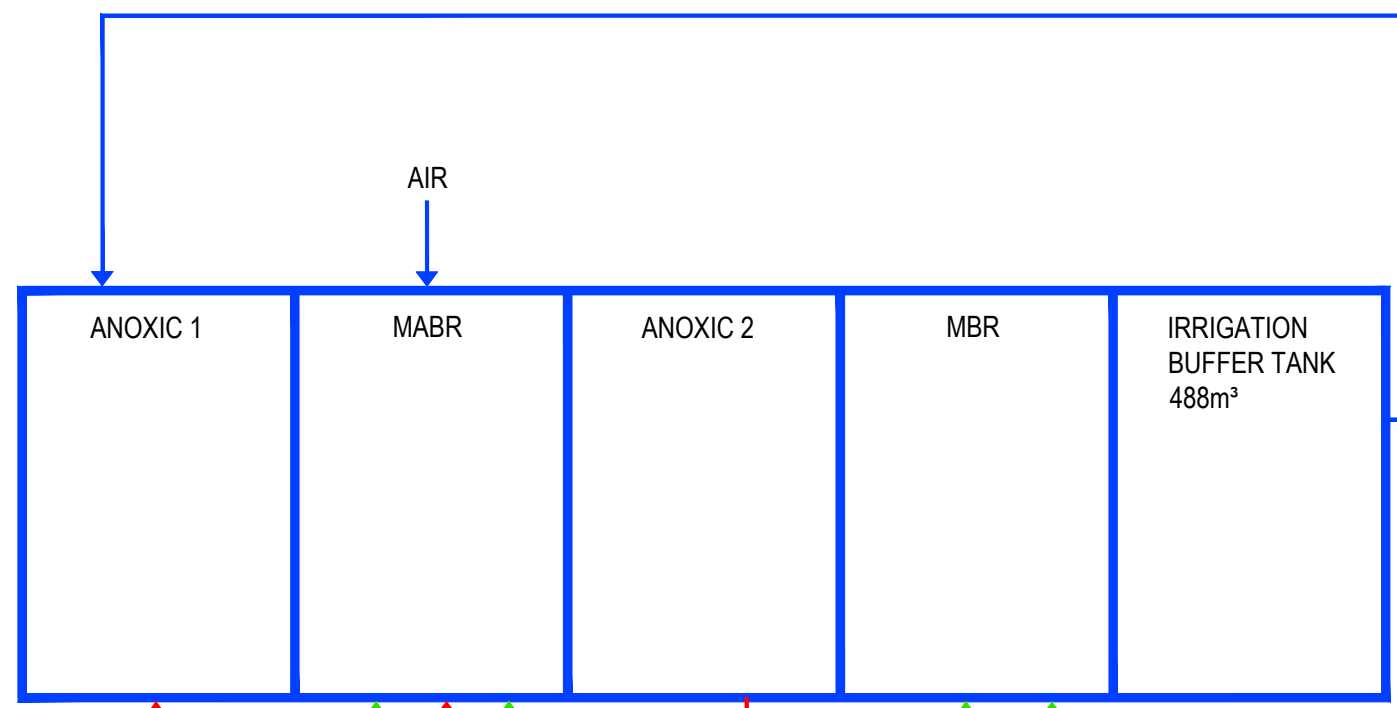 AIR
ANOXIC 1
MABR
ANOXIC 2
MBR
IRRIGATION
BUFFER TANK
488m³